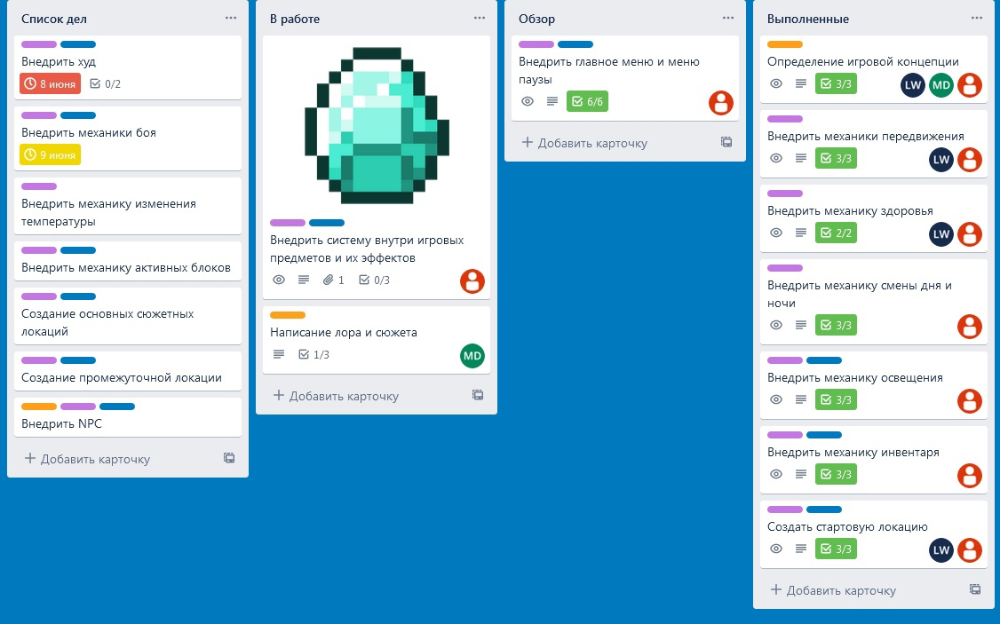 Список дел
Внедрить худ
8 июня
0/2
Внедрить механики боя
9 июня
Внедрить механику изменения
температуры
Внедрить механику активных блоков
Создание основных сюжетных
локаций
Создание промежуточной локации
Внедрить NPC
Добавить карточку
В работе
Внедрить систему внутри игровых
предметов и их эффектов
1
0/3
Написание лора и сюжета
1/3
MD
Добавить карточку
Обзор
Внедрить главное меню и меню
паузы
6/6
Добавить карточку
Выполненные
Определение игровой концепции
3/3
LW
MD
Внедрить механики передвижения
3/3
LW
Внедрить механику здоровья
2/2
LW
Внедрить механику смены дня и
ночи
3/3
Внедрить механику освещения
3/3
Внедрить механику инвентаря
3/3
Создать стартовую локацию
3/3
LW
Добавить карточку